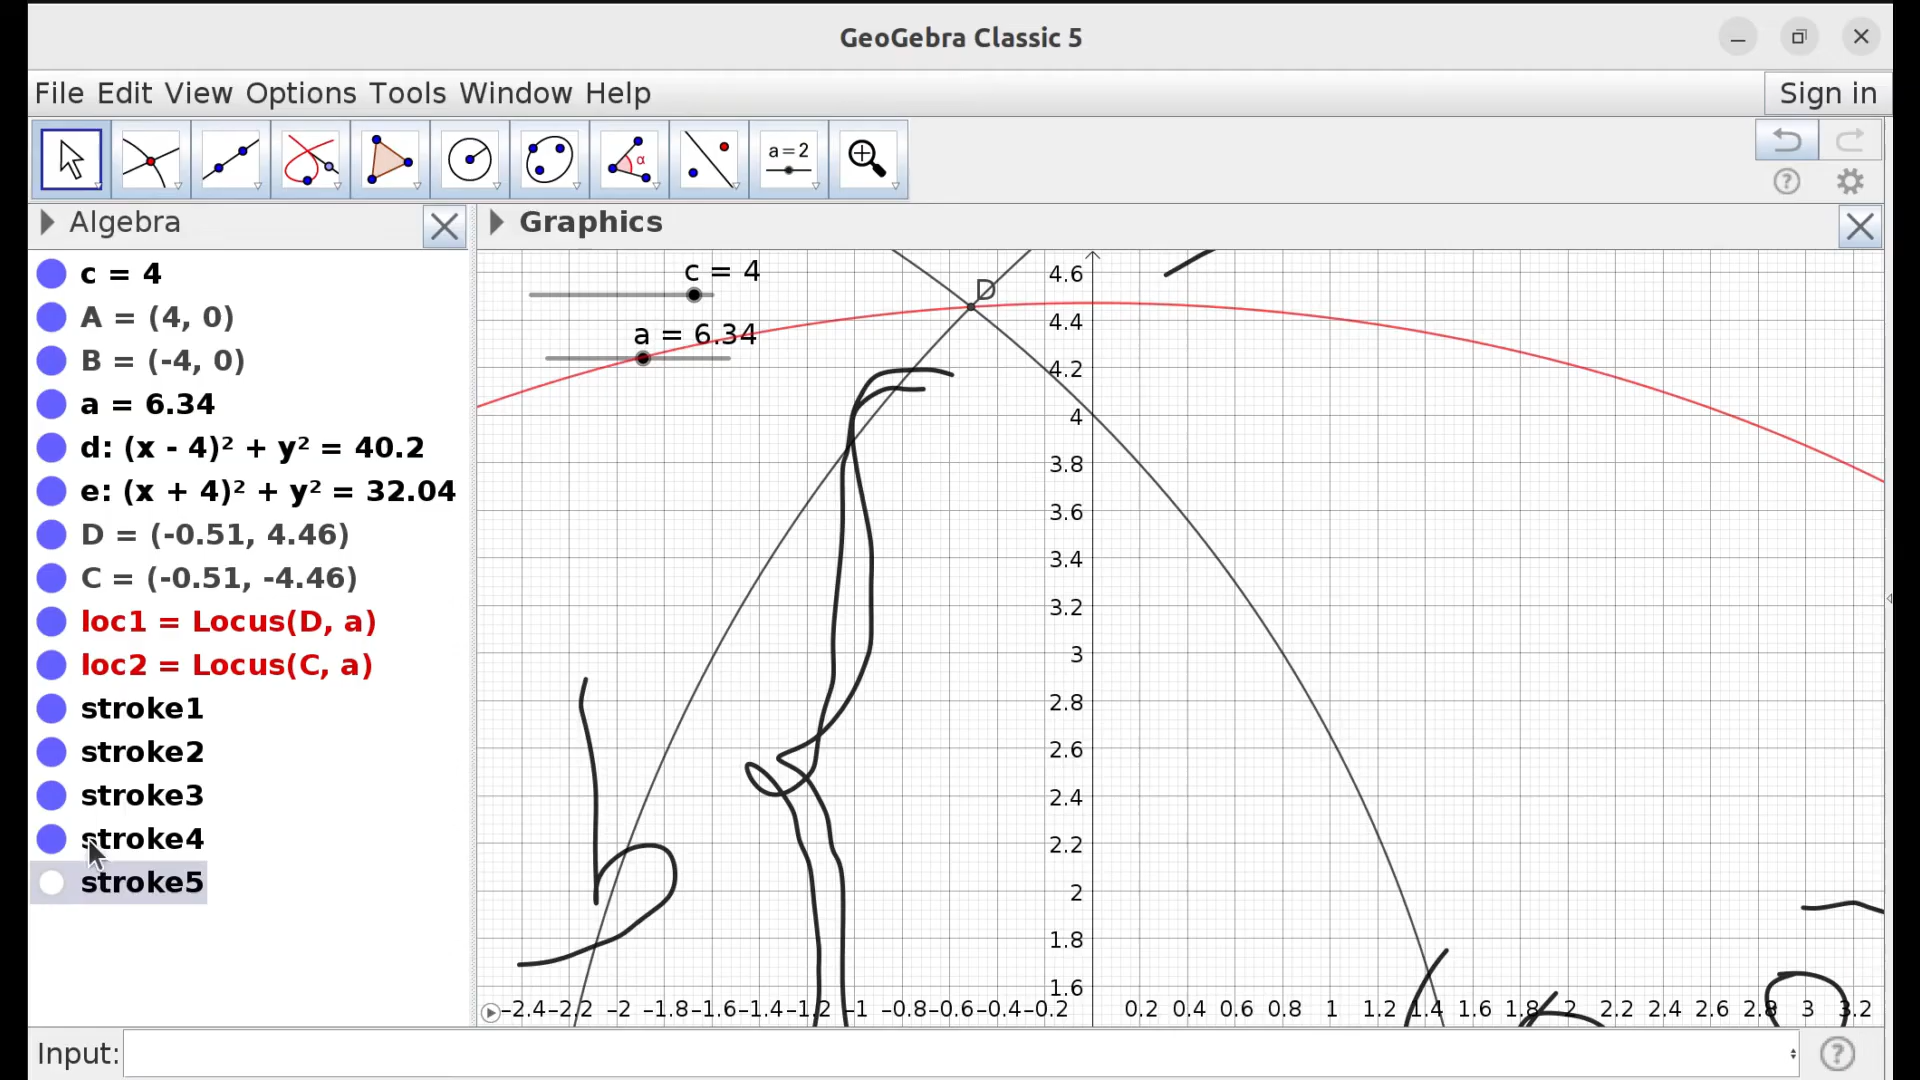 GeoGebra Classic 5
File Edit View Options Tools Window Help
Sign in
α
a=2
Algebra
Graphics
c = 4
A = (4, 0)
B = (-4, 0)
a = 6.34
d: (x - 4)² + y² = 40.2
e: (x + 4)² + y² = 32.04
D = (-0.51, 4.46)
C = (-0.51, -4.46)
loc1 = Locus(D, a)
loc2 = Locus(C, a)
stroke1
stroke2
stroke3
stroke4
stroke5
c = 4
a = 6.34
D
4.6
4.4
4.2
4
3.8
3.6
3.4
3.2
3
2.8
2.6
2.4
2.2
2
1.8
1.6
-2.4 -2.2 -2 -1.8 -1.6 -1.4 -1.2 -1 -0.8 -0.6 -0.4 -0.2 0.2 0.4 0.6 0.8 1 1.2 1.4 1.6 1.8 2 2.2 2.4 2.6 2.8 3 3.2
Input: